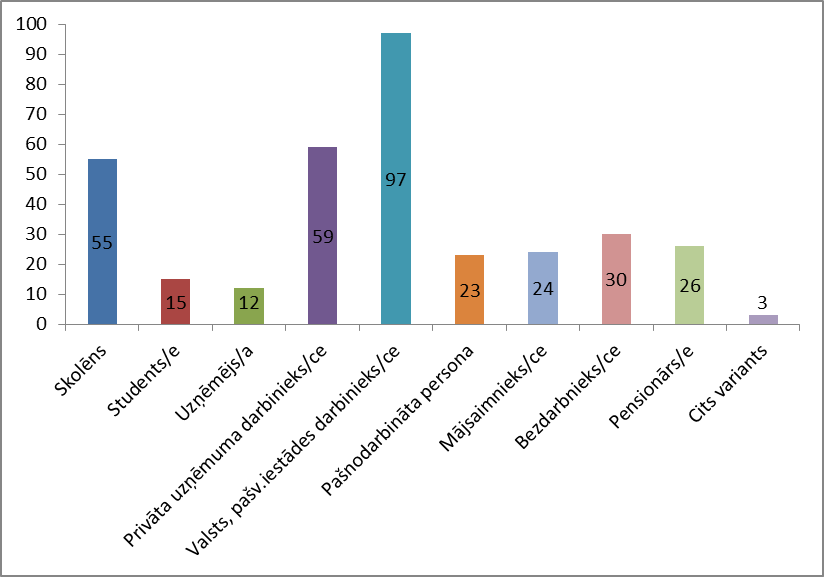 100
90
80
70
60
50
40
30
20
10
0
55
15
12
59
97
23
24
30
26
3
Skolēns
Students/e
Uzņēmējs/a
Privāta uzņēmuma darbinieks/ce
Valsts, pašv.iestādes darbinieks/ce
Pašnodarbināta persona
Mājsaimnieks/ce
Bezdarbnieks/ce
Pensionārs/e
Cits variants